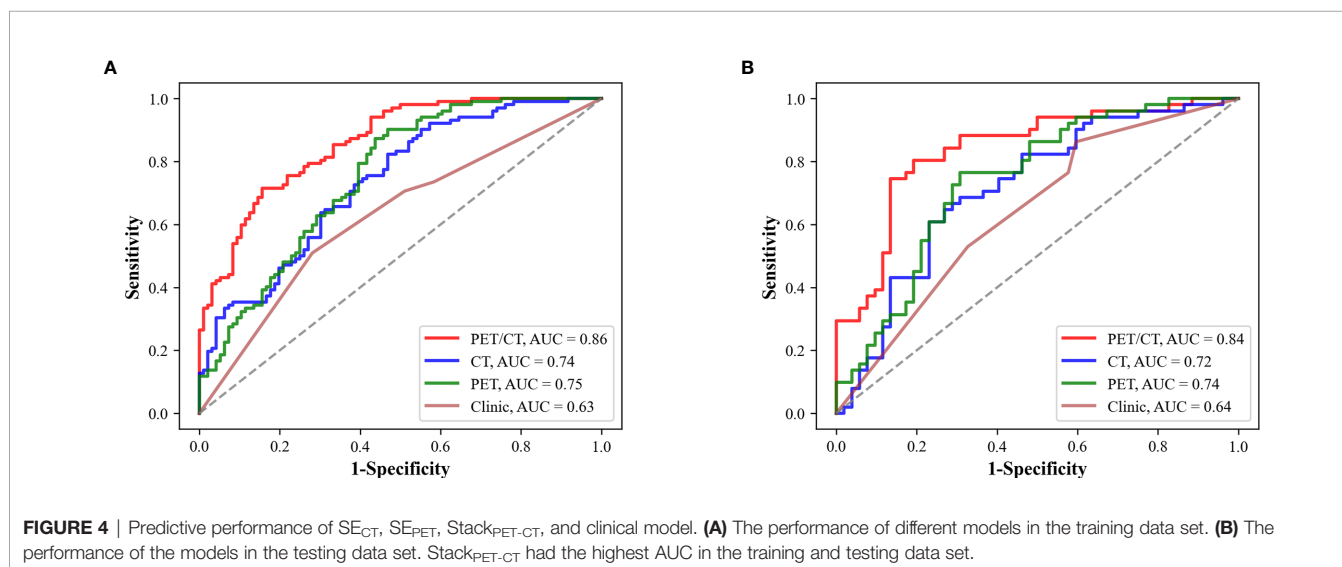 A
B
1.0
0.8
0.6
0.4
0.2
0.0
Sensitivity
0.0 0.2 0.4 0.6 0.8 1.0
1-Specificity
PET/CT, AUC = 0.86
CT, AUC = 0.74
PET, AUC = 0.75
Clinic, AUC = 0.63
1.0
0.8
0.6
0.4
0.2
0.0
Sensitivity
0.0 0.2 0.4 0.6 0.8 1.0
1-Specificity
PET/CT, AUC = 0.84
CT, AUC = 0.72
PET, AUC = 0.74
Clinic, AUC = 0.64
FIGURE 4 | Predictive performance of SECT, SEPET, StackPET-CT, and clinical model. (A) The performance of different models in the training data set. (B) The
performance of the models in the testing data set. StackPET-CT had the highest AUC in the training and testing data set.